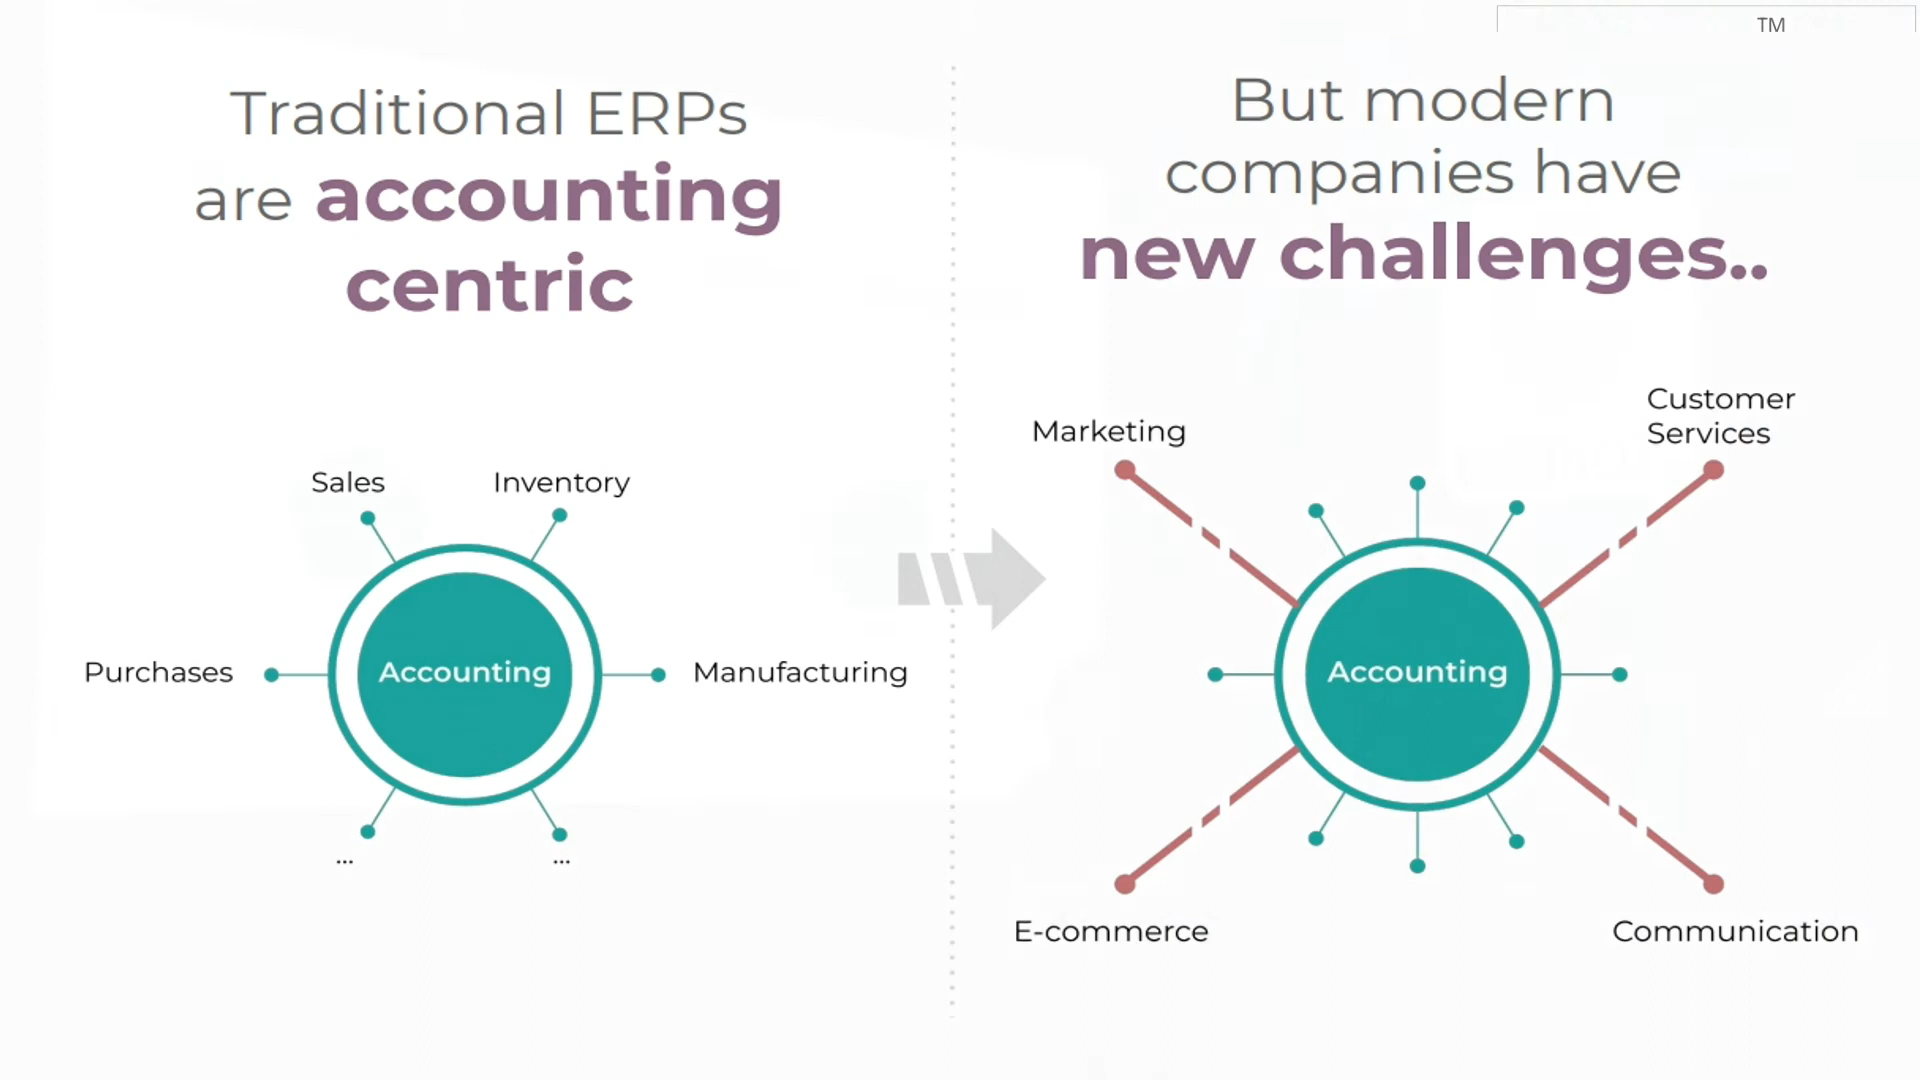 TM
Traditional ERPs
are accounting
centric
Sales
Inventory
Purchases
Accounting
Manufacturing
...
...
But modern
companies have
new challenges..
Marketing
Customer
Services
Accounting
E-commerce
Communication